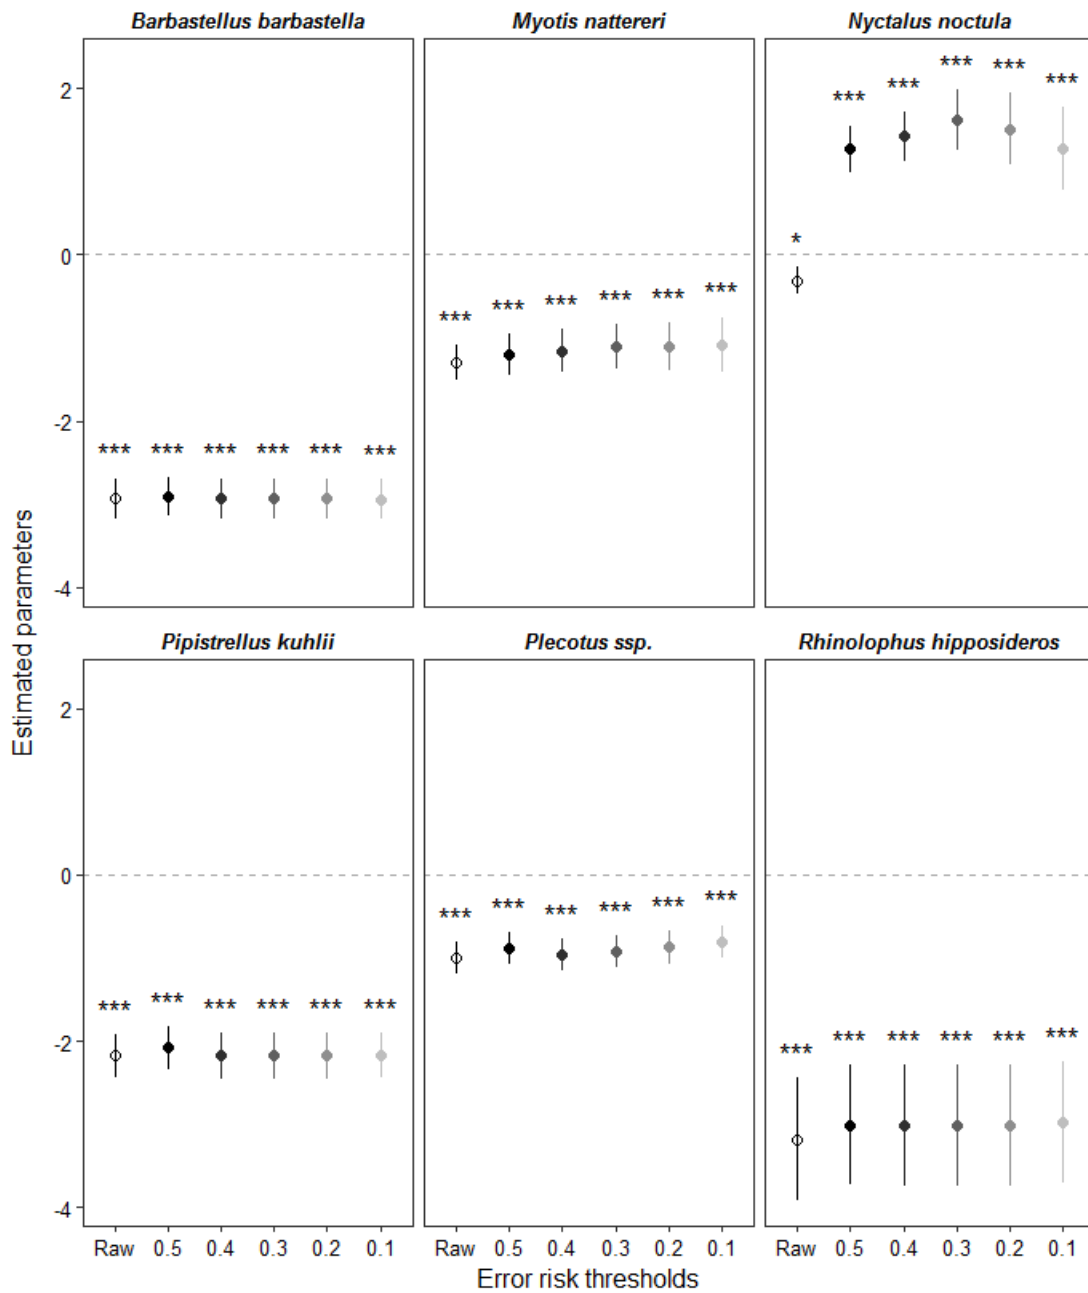 Barbastellus barbastella Myotis nattereri Nyctalus noctula
*** *** *** *** ***
2
0
*
*** *** *** *** *** ***
-2
*** *** *** *** *** ***
-4
Estimated parameters
Pipistrellus kuhlii Plecotus ssp. Rhinolophus hipposideros
2
0
*** *** *** *** *** ***
*** *** *** *** *** ***
-2
*** *** *** *** *** ***
-4
Raw 0.5 0.4 0.3 0.2 0.1 Raw 0.5 0.4 0.3 0.2 0.1 Raw 0.5 0.4 0.3 0.2 0.1
Error risk thresholds